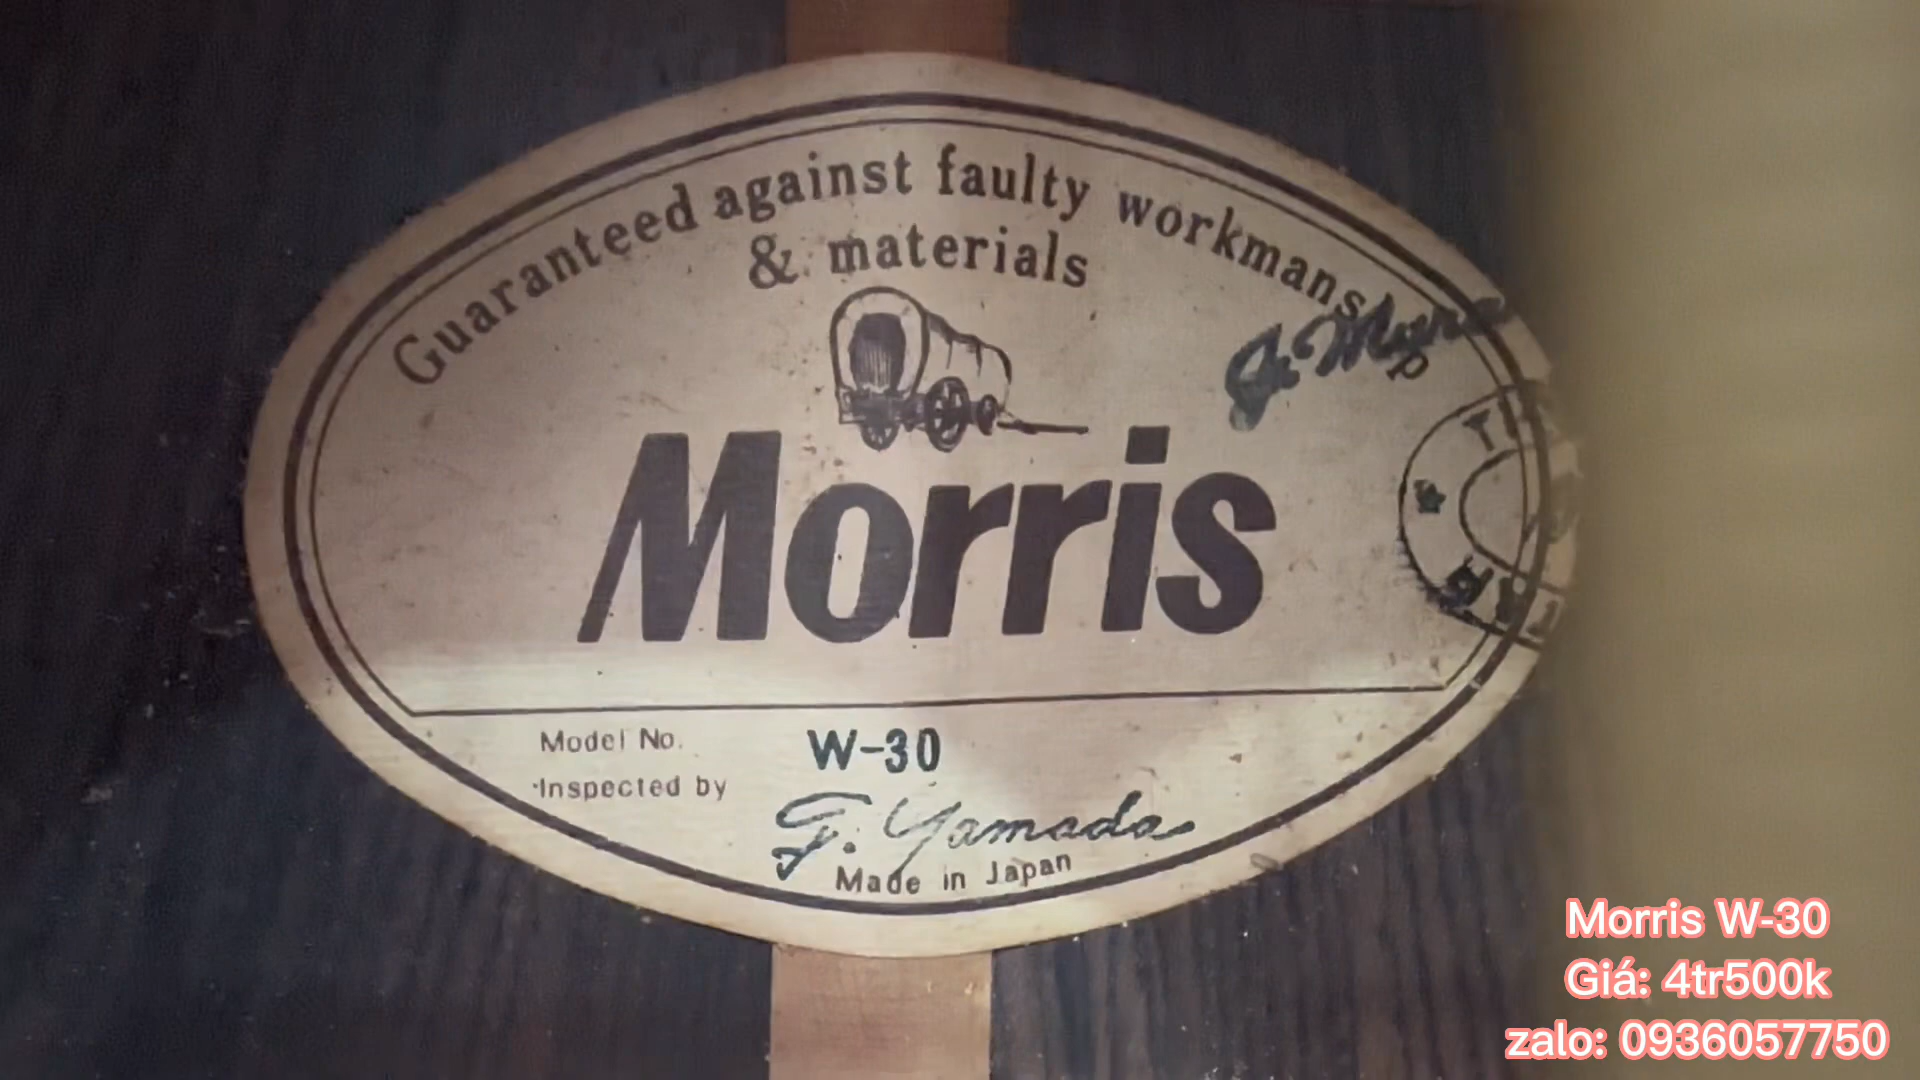 Guaranteed against faulty workmanship
& materials
Morris
Model No. W-30
Inspected by F. Yamada
Made in Japan
Morris W-30
Giá: 4tr500k
zalo: 0936057750